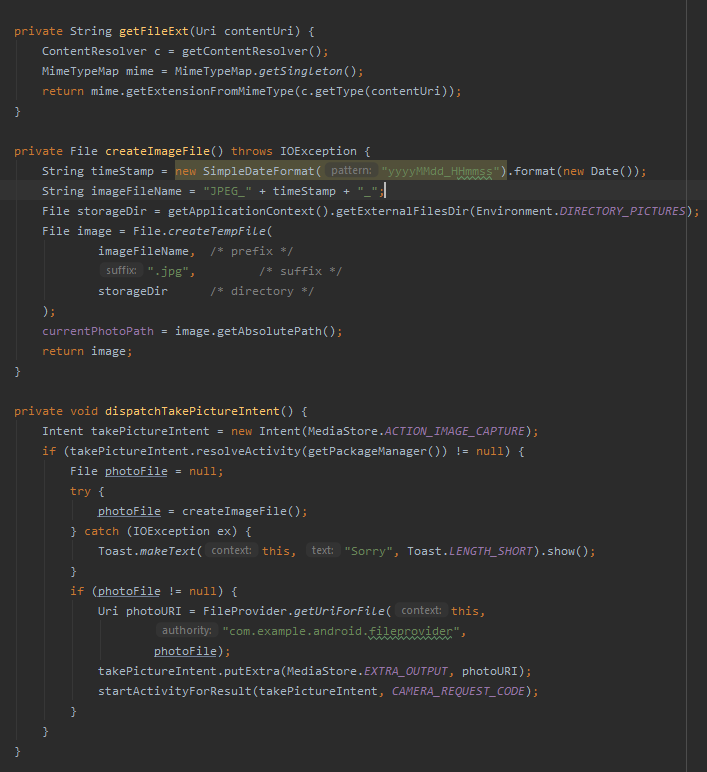 private String getFileExt(Uri contentUri) {
    ContentResolver c = getContentResolver();
    MimeTypeMap mime = MimeTypeMap.getSingleton();
    return mime.getExtensionFromMimeType(c.getType(contentUri));
}

private File createImageFile() throws IOException {
    String timeStamp = new SimpleDateFormat( pattern: "yyyyMMdd_HHmmss").format(new Date());
    String imageFileName = "JPEG_" + timeStamp + "_";
    File storageDir = getApplicationContext().getExternalFilesDir(Environment.DIRECTORY_PICTURES);
    File image = File.createTempFile(
            imageFileName,  /* prefix */
            suffix: ".jpg",         /* suffix */
            storageDir      /* directory */
    );
    currentPhotoPath = image.getAbsolutePath();
    return image;
}

private void dispatchTakePictureIntent() {
    Intent takePictureIntent = new Intent(MediaStore.ACTION_IMAGE_CAPTURE);
    if (takePictureIntent.resolveActivity(getPackageManager()) != null) {
        File photoFile = null;
        try {
            photoFile = createImageFile();
        } catch (IOException ex) {
            Toast.makeText( context: this, text: "Sorry", Toast.LENGTH_SHORT).show();
        }
        if (photoFile != null) {
            Uri photoURI = FileProvider.getUriForFile( context: this,
                    authority: "com.example.android.fileprovider",
                    photoFile);
            takePictureIntent.putExtra(MediaStore.EXTRA_OUTPUT, photoURI);
            startActivityForResult(takePictureIntent, CAMERA_REQUEST_CODE);
        }
    }
}